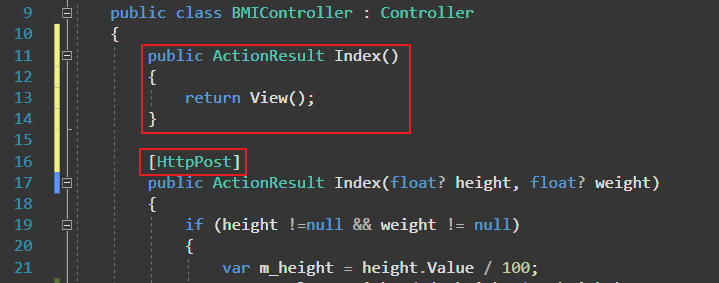 9 public class BMIController : Controller
10 {
11 public ActionResult Index()
12 {
13 return View();
14 }
15
16 [HttpPost]
17 public ActionResult Index(float? height, float? weight)
18 {
19 if (height !=null && weight != null)
20 {
21 var m_height = height.Value / 100;